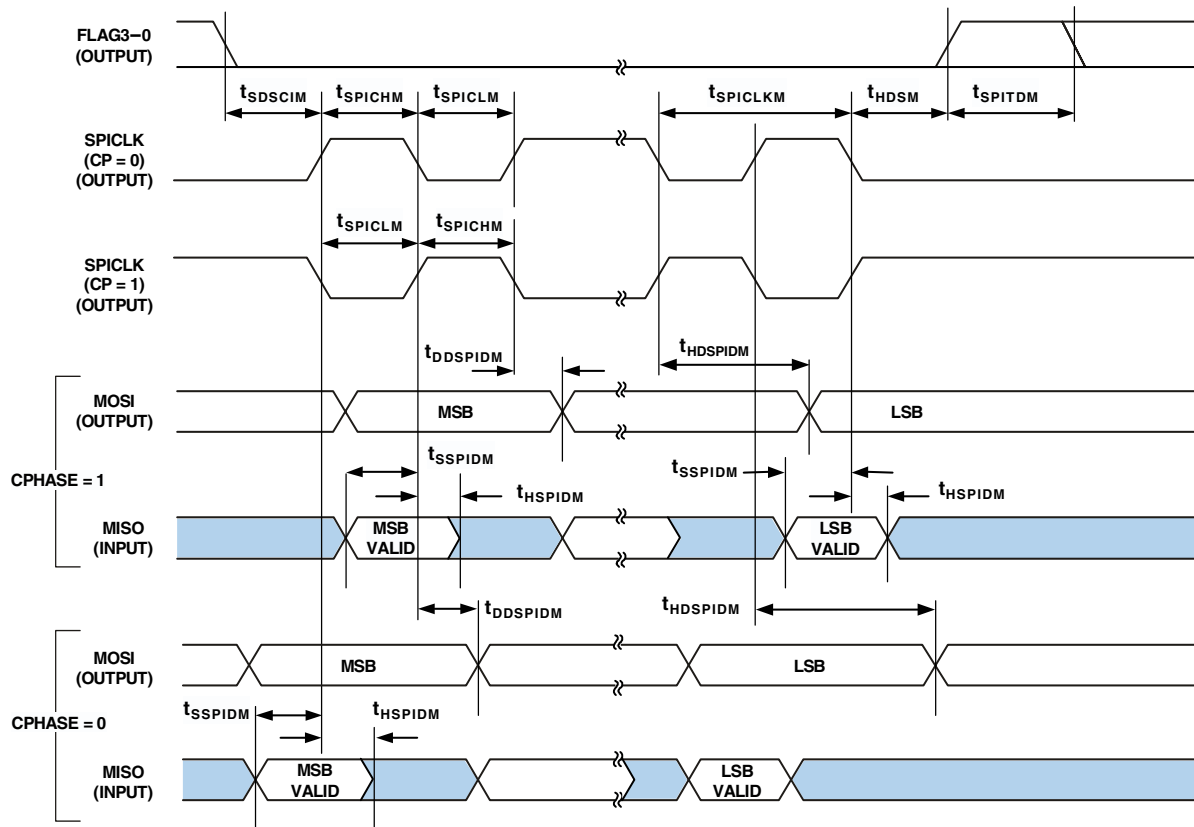 FLAG3–0
(OUTPUT)
tSDSCIM
tSPICHM
tSPICLM
tSPICLKM
tHDSM
tSPITDM
SPICLK
(CP = 0)
(OUTPUT)
tSPICLM
tSPICHM
SPICLK
(CP = 1)
(OUTPUT)
tDDSPIDM
tHDSPIDM
MOSI
(OUTPUT)
MSB
LSB
CPHASE = 1
tSSPIDM
tHSPIDM
tSSPIDM
tHSPIDM
MISO
(INPUT)
MSB
VALID
LSB
VALID
tDDSPIDM
tHDSPIDM
MOSI
(OUTPUT)
MSB
LSB
CPHASE = 0
tSSPIDM
tHSPIDM
MISO
(INPUT)
MSB
VALID
LSB
VALID